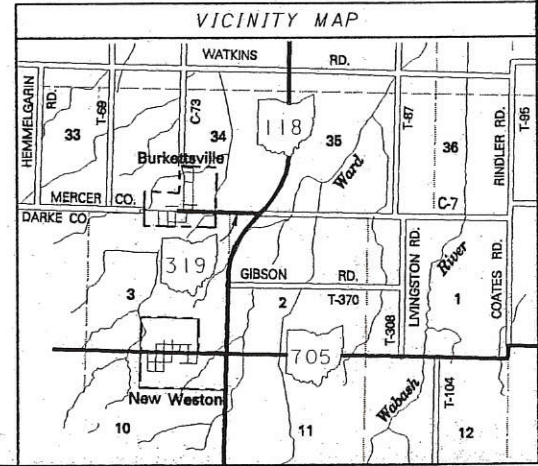 VICINITY MAP
WATKINS RD.
HEMMELGARN RD.
T-69
C-73
33
34
118
35
T-87
36
RINDLER RD.
T-95
Burkettsville
Ward
MERCER CO.
C-7
DARKE CO.
319
GIBSON RD.
LIVINGSTON RD.
River
COATES RD.
3
2
T-370
T-308
1
705
New Weston
Wabash
T-104
10
11
12